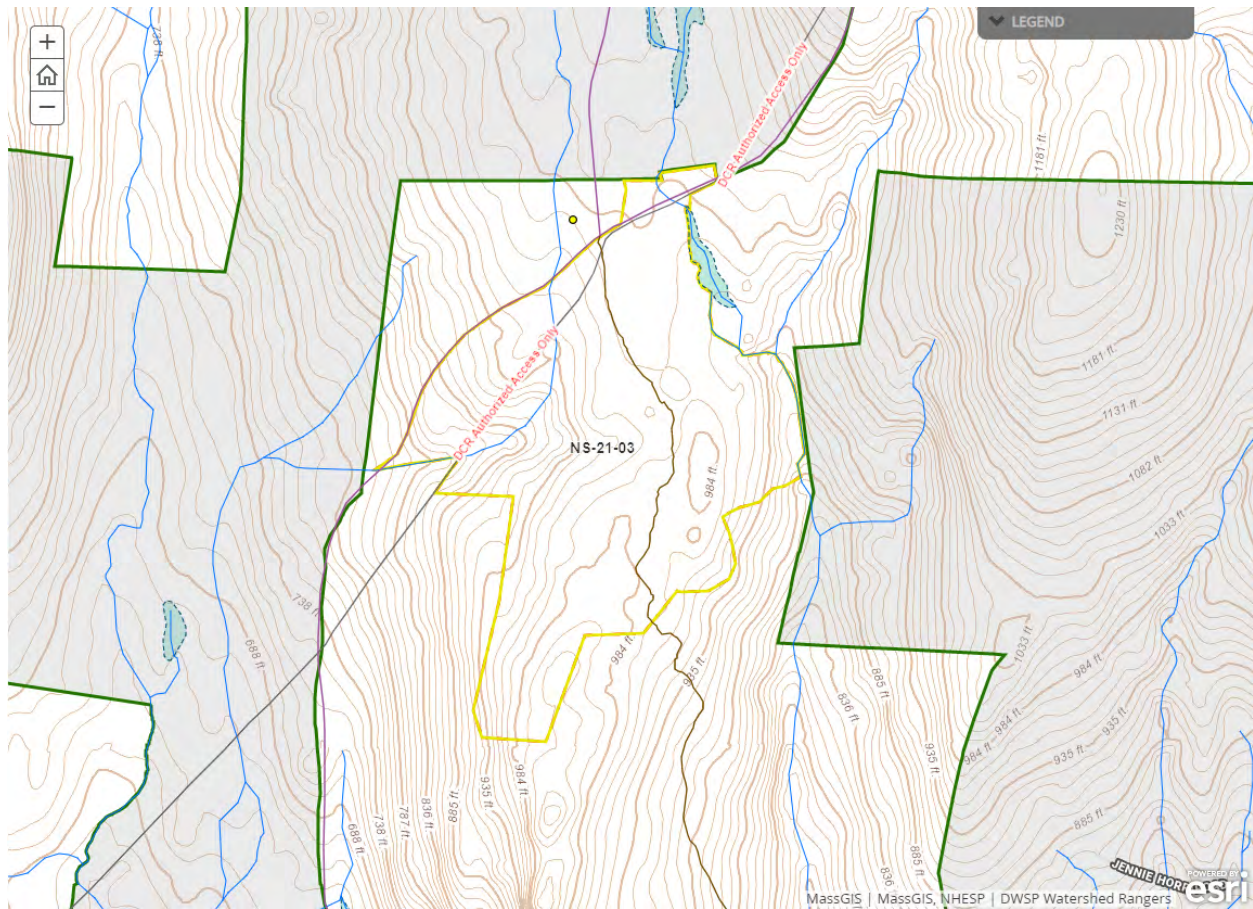 LEGEND
+
−
738 ft
DCR Authorized Access Only
1181 ft
1230 ft
DCR Authorized Access Only
1181 ft
1131 ft
NS-21-03
984 ft
1082 ft
1033 ft
738 ft
688 ft
984 ft
935 ft
1033 ft
984 ft
885 ft
836 ft
984 ft
935 ft
984 ft
935 ft
935 ft
935 ft
984 ft
885 ft
836 ft
787 ft
738 ft
688 ft
885 ft
885 ft
836 ft
JENNIE HOR
POWERED BY
esri
MassGIS | MassGIS, NHESP | DWSP Watershed Rangers